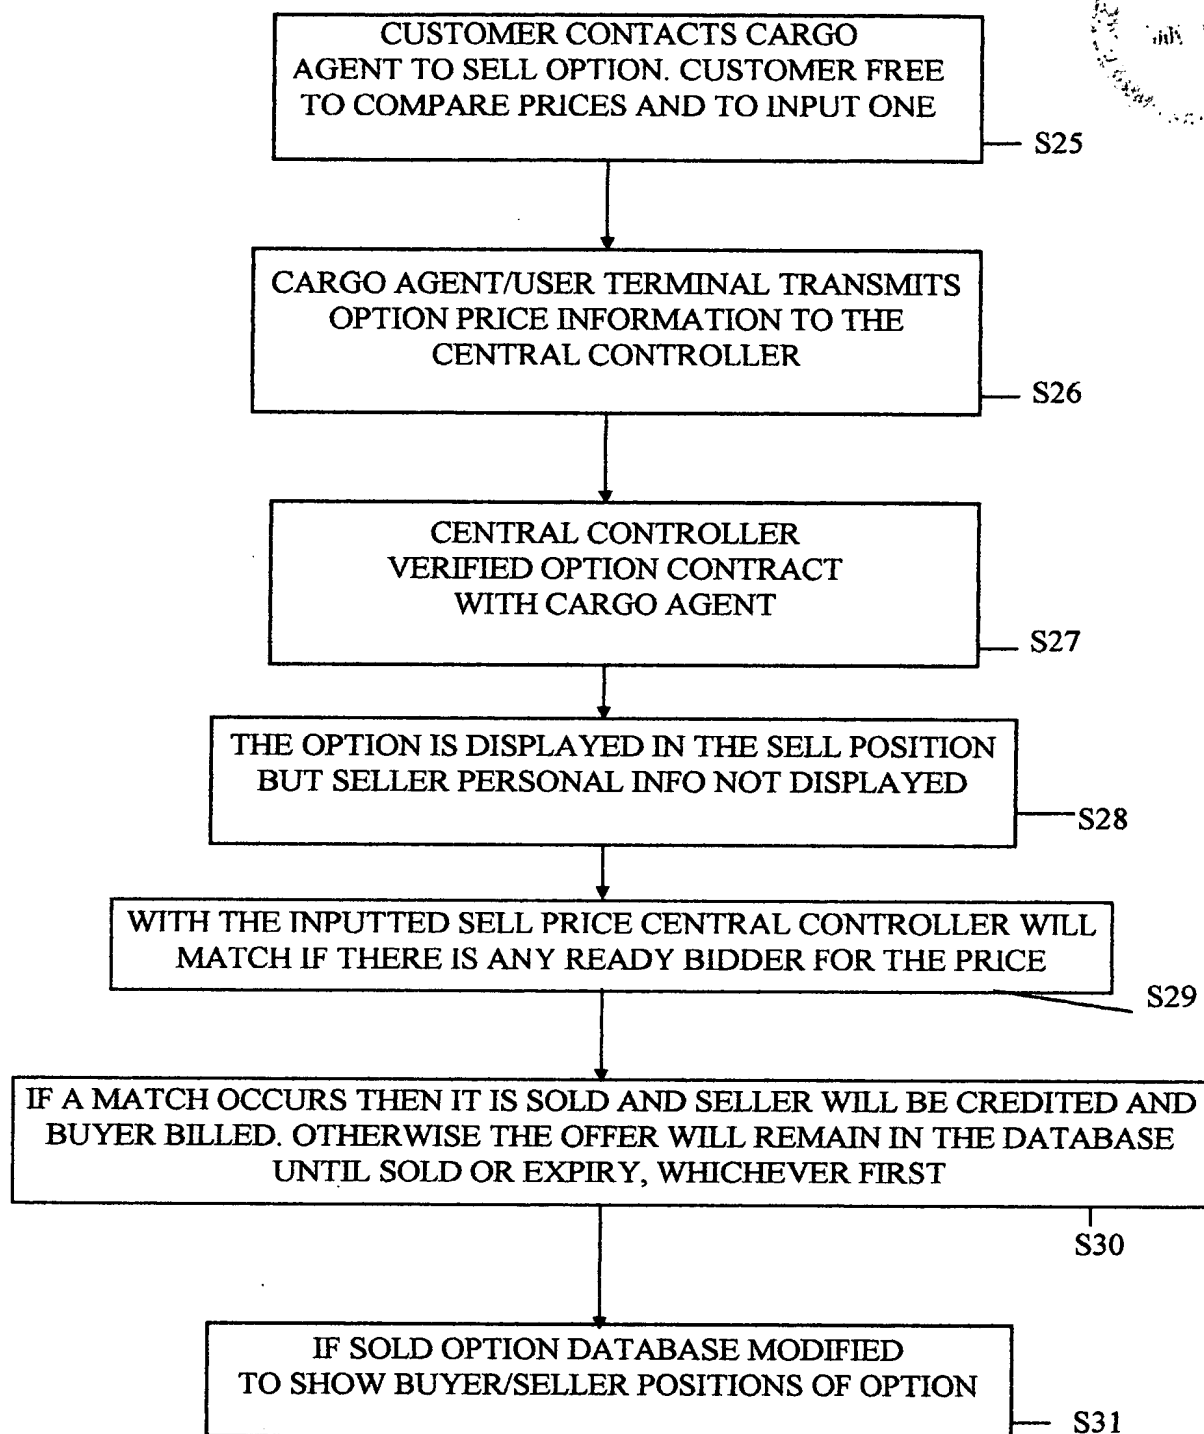 CUSTOMER CONTACTS CARGO
AGENT TO SELL OPTION. CUSTOMER FREE
TO COMPARE PRICES AND TO INPUT ONE
S25
CARGO AGENT/USER TERMINAL TRANSMITS
OPTION PRICE INFORMATION TO THE
CENTRAL CONTROLLER
S26
CENTRAL CONTROLLER
VERIFIED OPTION CONTRACT
WITH CARGO AGENT
S27
THE OPTION IS DISPLAYED IN THE SELL POSITION
BUT SELLER PERSONAL INFO NOT DISPLAYED
S28
WITH THE INPUTTED SELL PRICE CENTRAL CONTROLLER WILL
MATCH IF THERE IS ANY READY BIDDER FOR THE PRICE
S29
IF A MATCH OCCURS THEN IT IS SOLD AND SELLER WILL BE CREDITED AND
BUYER BILLED. OTHERWISE THE OFFER WILL REMAIN IN THE DATABASE
UNTIL SOLD OR EXPIRY, WHICHEVER FIRST
S30
IF SOLD OPTION DATABASE MODIFIED
TO SHOW BUYER/SELLER POSITIONS OF OPTION
S31